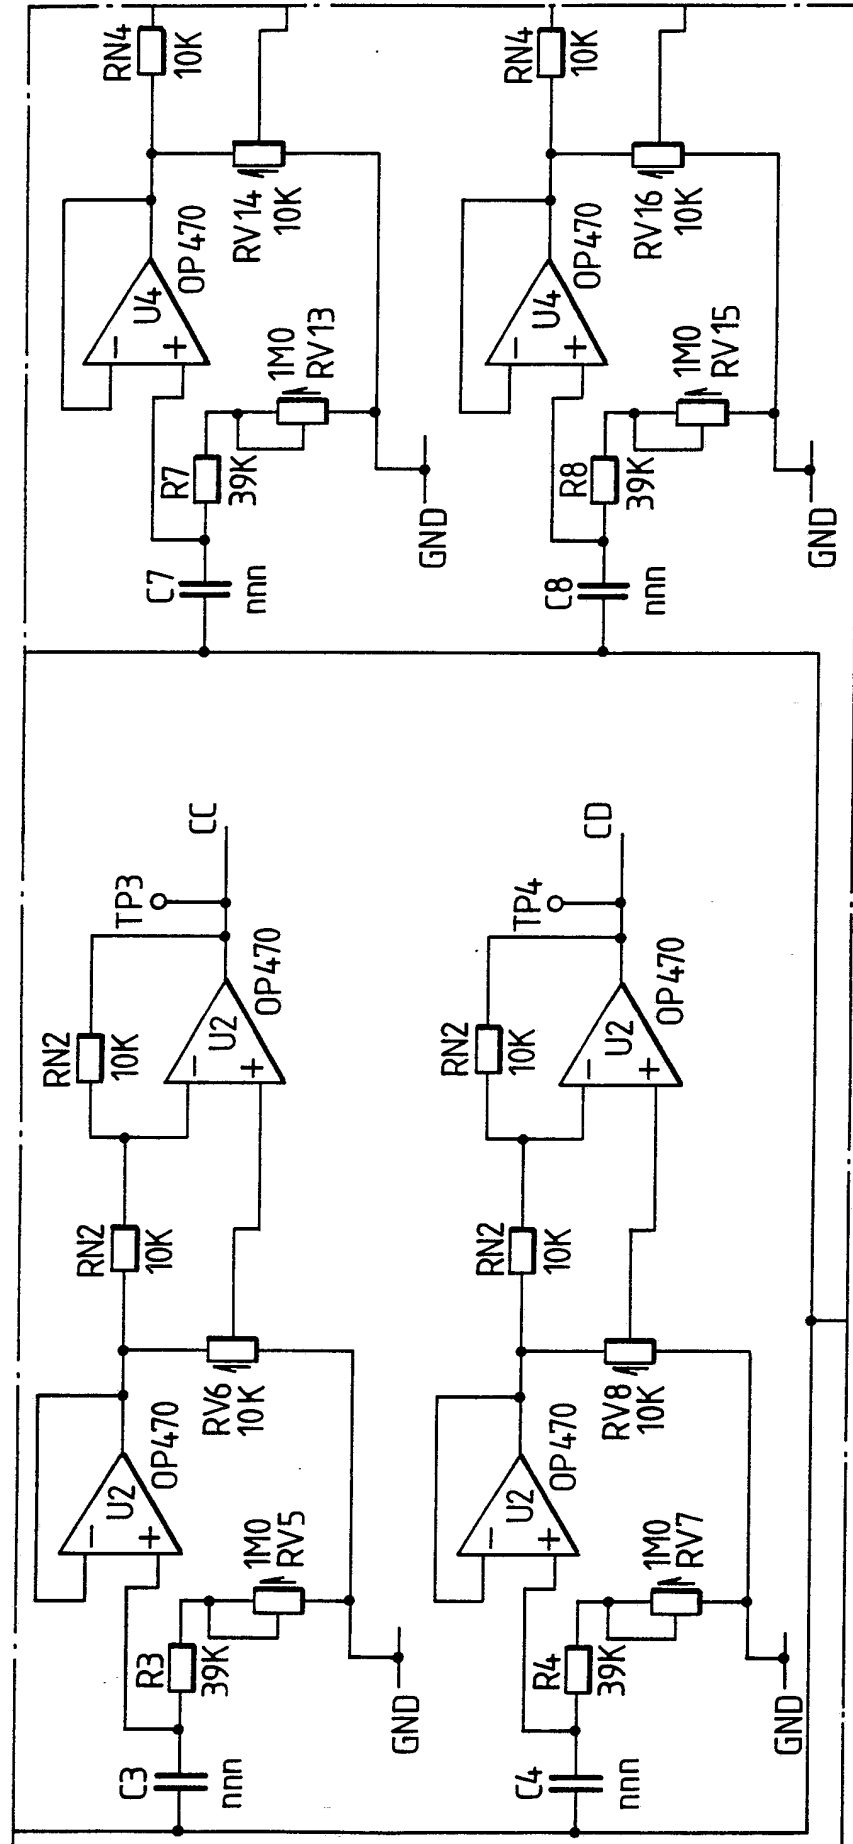 C3
nnn
R3
39K
1M0
RV5
GND
-
+
U2
OP470
RV6
10K
RN2
10K
RN2
10K
-
+
U2
OP470
TP3
CC
C4
nnn
R4
39K
1M0
RV7
GND
-
+
U2
OP470
RV8
10K
RN2
10K
RN2
10K
-
+
U2
OP470
TP4
CD
C7
nnn
R7
39K
1M0
RV13
GND
-
+
U4
OP470
RV14
10K
RN4
10K
C8
nnn
R8
39K
1M0
RV15
GND
-
+
U4
OP470
RV16
10K
RN4
10K